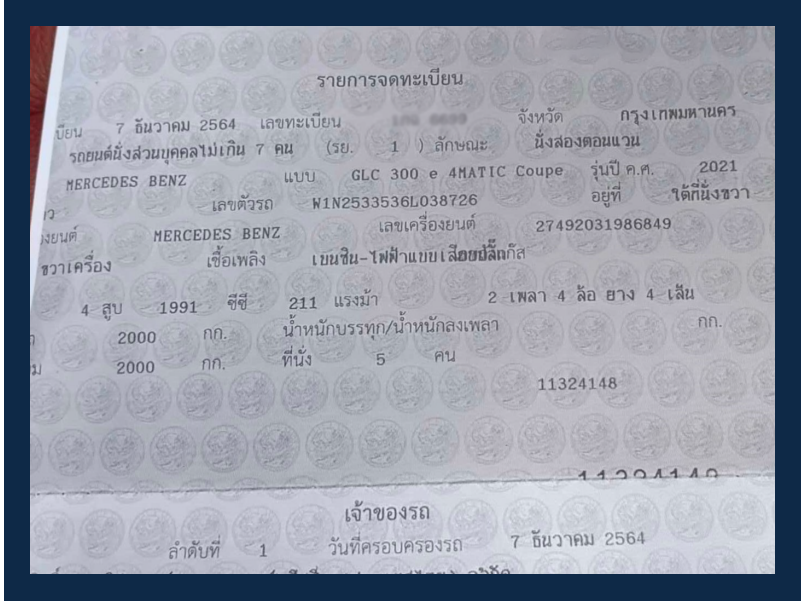 รายการจดทะเบียน
บียน 7 ธันวาคม 2564 เลขทะเบียน จังหวัด กรุงเทพมหานคร
รถยนต์นั่งส่วนบุคคลไม่เกิน 7 คน (รย. 1 ) ลักษณะ นั่งสองตอนแวน
MERCEDES BENZ แบบ GLC 300 e 4MATIC Coupe รุ่นปี ค.ศ. 2021
เลขตัวรถ W1N2533536L038726 อยู่ที่ ใต้ที่นั่งขวา
MERCEDES BENZ เลขเครื่องยนต์ 27492031986849
ขวาเครื่อง เชื้อเพลิง เบนซิน-ไฟฟ้าแบบเสียบปลั๊ก
4 สูบ 1991 ซีซี 211 แรงม้า 2 เพลา 4 ล้อ ยาง 4 เส้น
2000 กก. น้ำหนักบรรทุก/น้ำหนักลงเพลา กก.
2000 กก. ที่นั่ง 5 คน
11324148
11324148
เจ้าของรถ
ลำดับที่ 1 วันที่ครอบครองรถ 7 ธันวาคม 2564